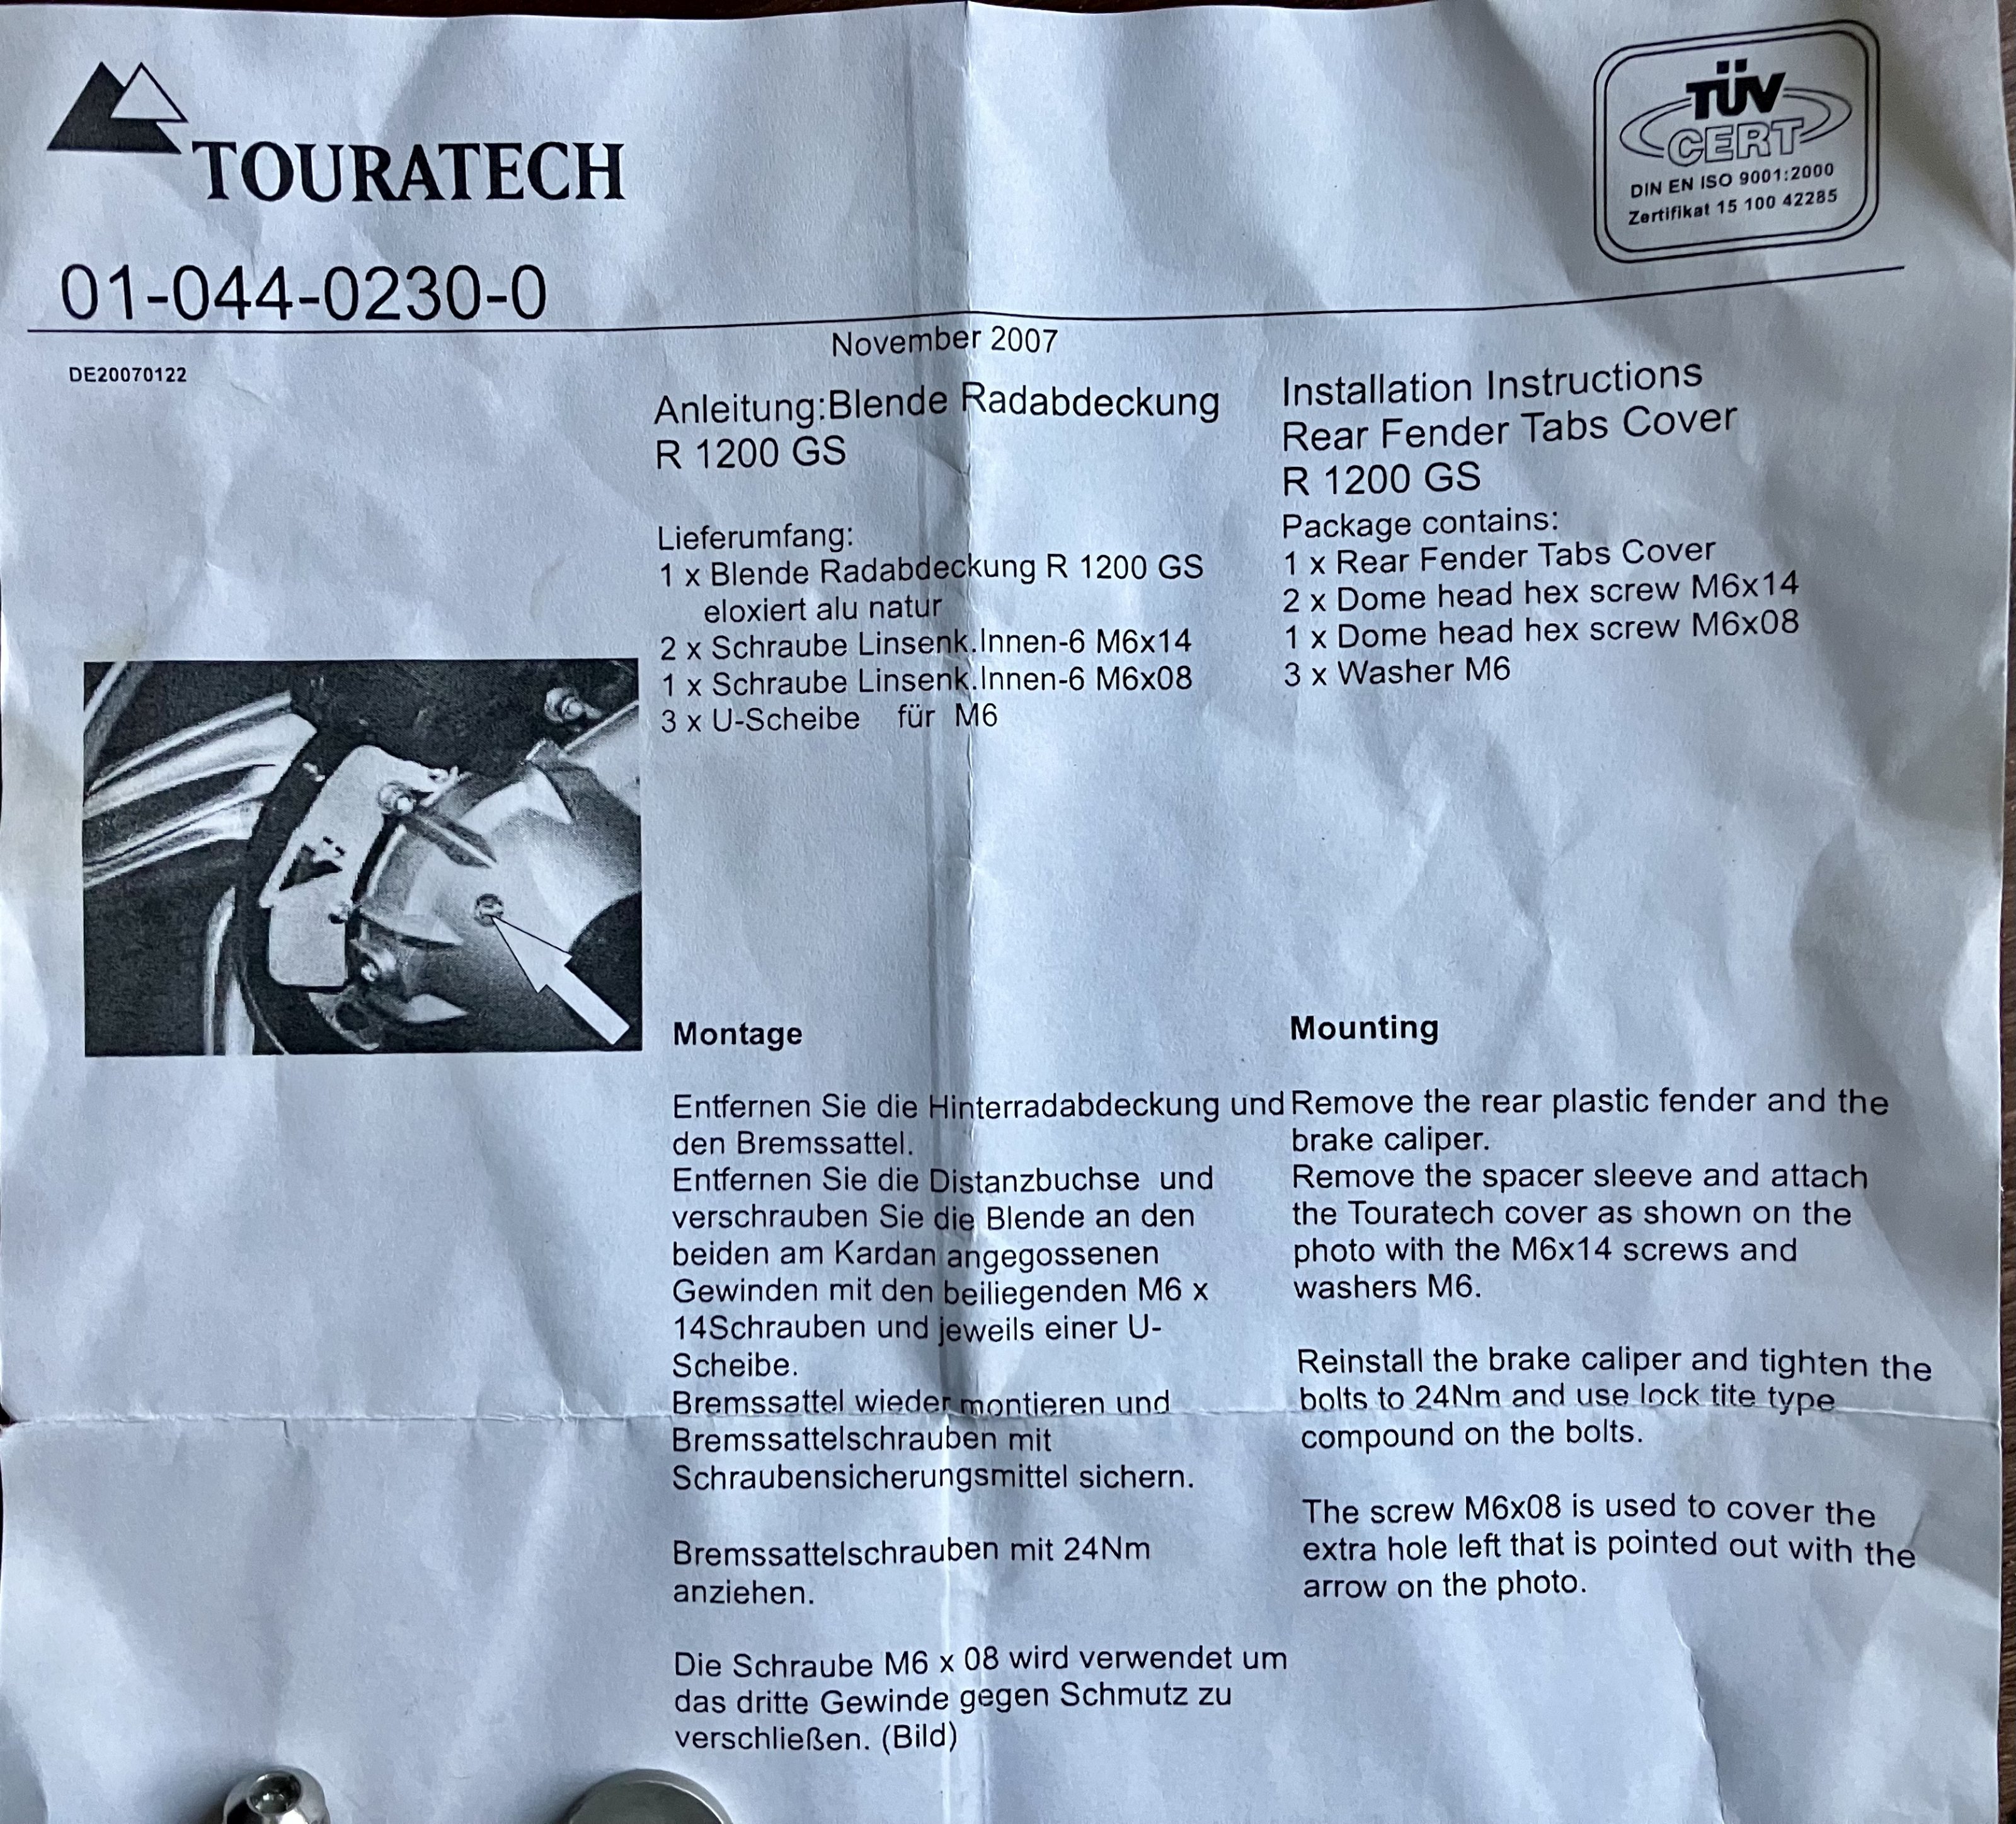 TOURATECH
TÜV
CERT
DIN EN ISO 9001:2000
Zertifikat 15 100 42285
01-044-0230-0
November 2007
DE20070122
Anleitung:Blende Radabdeckung
R 1200 GS
Lieferumfang:
1 x Blende Radabdeckung R 1200 GS
eloxiert alu natur
2 x Schraube Linsenk.Innen-6 M6x14
1 x Schraube Linsenk.Innen-6 M6x08
3 x U-Scheibe für M6
Installation Instructions
Rear Fender Tabs Cover
R 1200 GS
Package contains:
1 x Rear Fender Tabs Cover
2 x Dome head hex screw M6x14
1 x Dome head hex screw M6x08
3 x Washer M6
Montage
Entfernen Sie die Hinterradabdeckung und
den Bremssattel.
Entfernen Sie die Distanzbuchse und
verschrauben Sie die Blende an den
beiden am Kardan angegossenen
Gewinden mit den beiliegenden M6 x
14Schrauben und jeweils einer U-
Scheibe.
Bremssattel wieder montieren und
Bremssattelschrauben mit
Schraubensicherungsmittel sichern.
Bremssattelschrauben mit 24Nm
anziehen.
Die Schraube M6 x 08 wird verwendet um
das dritte Gewinde gegen Schmutz zu
verschließen. (Bild)
Mounting
Remove the rear plastic fender and the
brake caliper.
Remove the spacer sleeve and attach
the Touratech cover as shown on the
photo with the M6x14 screws and
washers M6.
Reinstall the brake caliper and tighten the
bolts to 24Nm and use lock tite type
compound on the bolts.
The screw M6x08 is used to cover the
extra hole left that is pointed out with the
arrow on the photo.